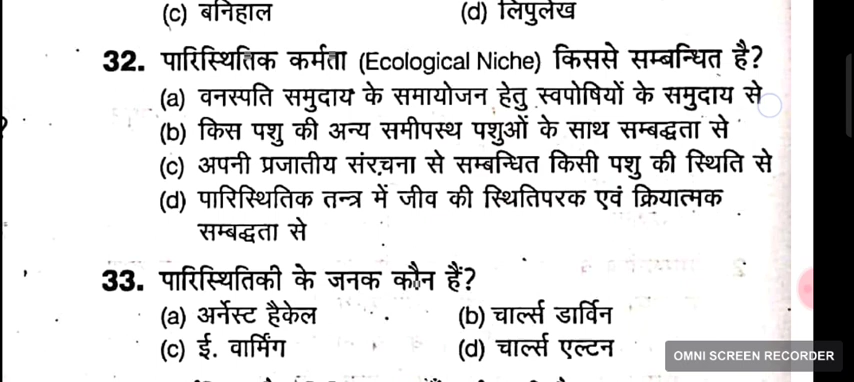 (c) बनिहाल (d) लिपुलेख
32. पारिस्थितिक कर्मता (Ecological Niche) किससे सम्बन्धित है?
(a) वनस्पति समुदाय के समायोजन हेतु स्वपोषियों के समुदाय से
(b) किस पशु की अन्य समीपस्थ पशुओं के साथ सम्बद्धता से
(c) अपनी प्रजातीय संरचना से सम्बन्धित किसी पशु की स्थिति से
(d) पारिस्थितिक तन्त्र में जीव की स्थितिपरक एवं क्रियात्मक
सम्बद्धता से
33. पारिस्थितिकी के जनक कौन हैं?
(a) अर्नेस्ट हैकेल (b) चार्ल्स डार्विन
(c) ई. वार्मिंग (d) चार्ल्स एल्टन
OMNI SCREEN RECORDER